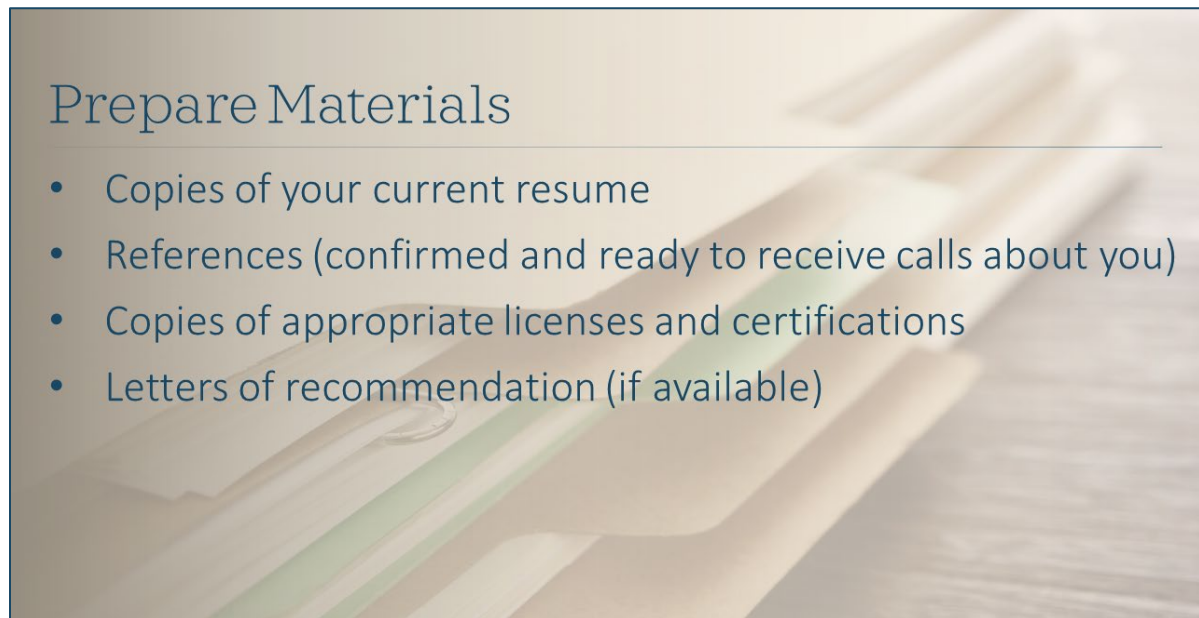 Prepare Materials
• Copies of your current resume
• References (confirmed and ready to receive calls about you)
• Copies of appropriate licenses and certifications
• Letters of recommendation (if available)